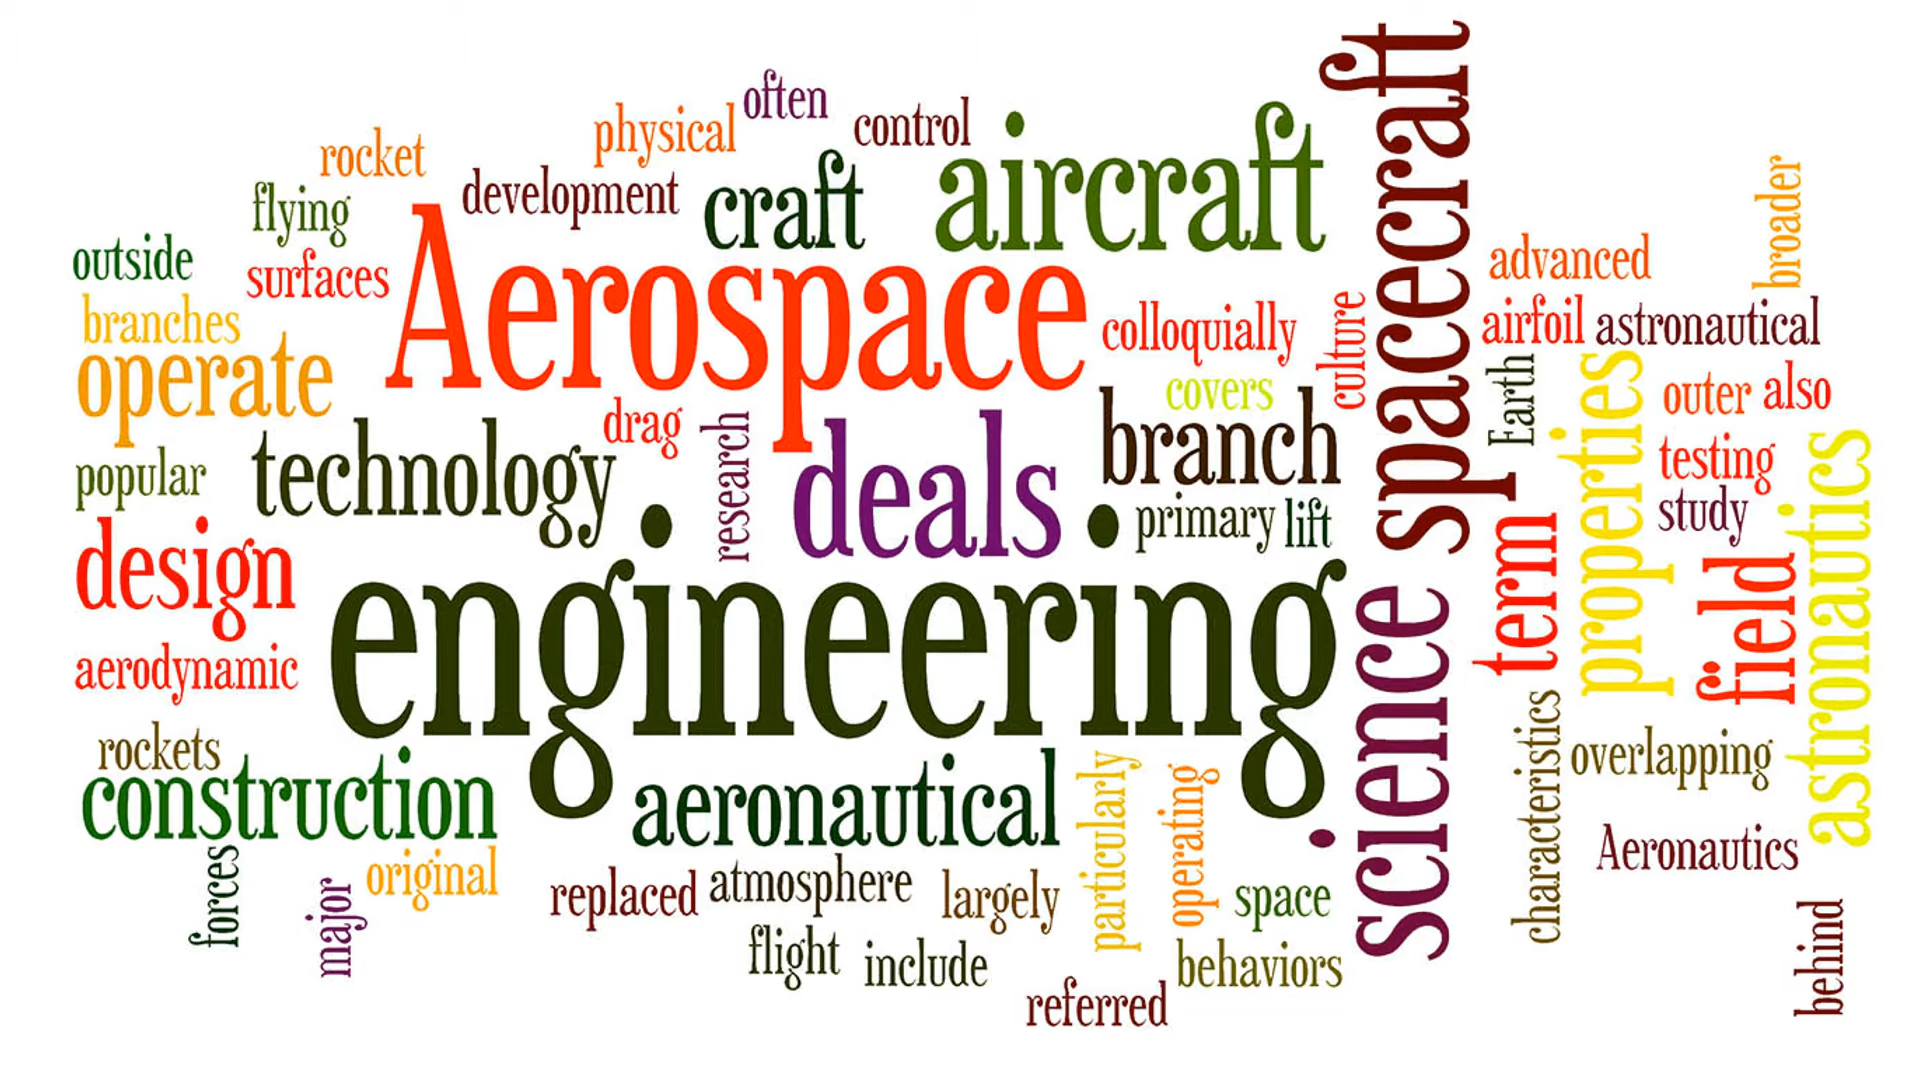 often
physical
control
rocket
development
craft
aircraft
spacecraft
flying
outside
surfaces
Aerospace
advanced
broader
branches
operate
colloquially
culture
airfoil
astronautical
covers
Earth
properties
outer
also
popular
technology
drag
research
deals
branch
primary
lift
testing
study
design
engineering
science
term
field
astronautics
aerodynamic
rockets
construction
aeronautical
particularly
operating
characteristics
overlapping
forces
major
original
replaced
atmosphere
largely
space
Aeronautics
flight
include
behaviors
referred
behind